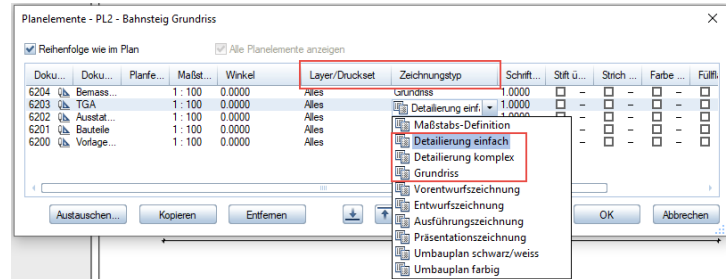 Planelemente - PL2 - Bahnsteig Grundriss
Reihenfolge wie im Plan Alle Planelemente anzeigen
Doku... Doku... Planfe... Maßst... Winkel Layer/Druckset Zeichnungstyp Schrift... Stift ü... Strich ... Farbe ... Füllflä
6204 Bemass... 1 : 100 0.0000 Alles Grundriss 1.0000
6203 TGA 1 : 100 0.0000 Alles Detailierung einf. 1.0000
6202 Ausstat... 1 : 100 0.0000 Alles 1.0000
6201 Bauteile 1 : 100 0.0000 Alles
6200 Vorlage... 1 : 100 0.0000 Alles
Maßstabs-Definition
Detailierung einfach
Detailierung komplex
Grundriss
Vorentwurfszeichnung
Entwurfszeichnung
Ausführungszeichnung
Präsentationszeichnung
Umbauplan schwarz/weiss
Umbauplan farbig
Austauschen... Kopieren Entfernen OK Abbrechen